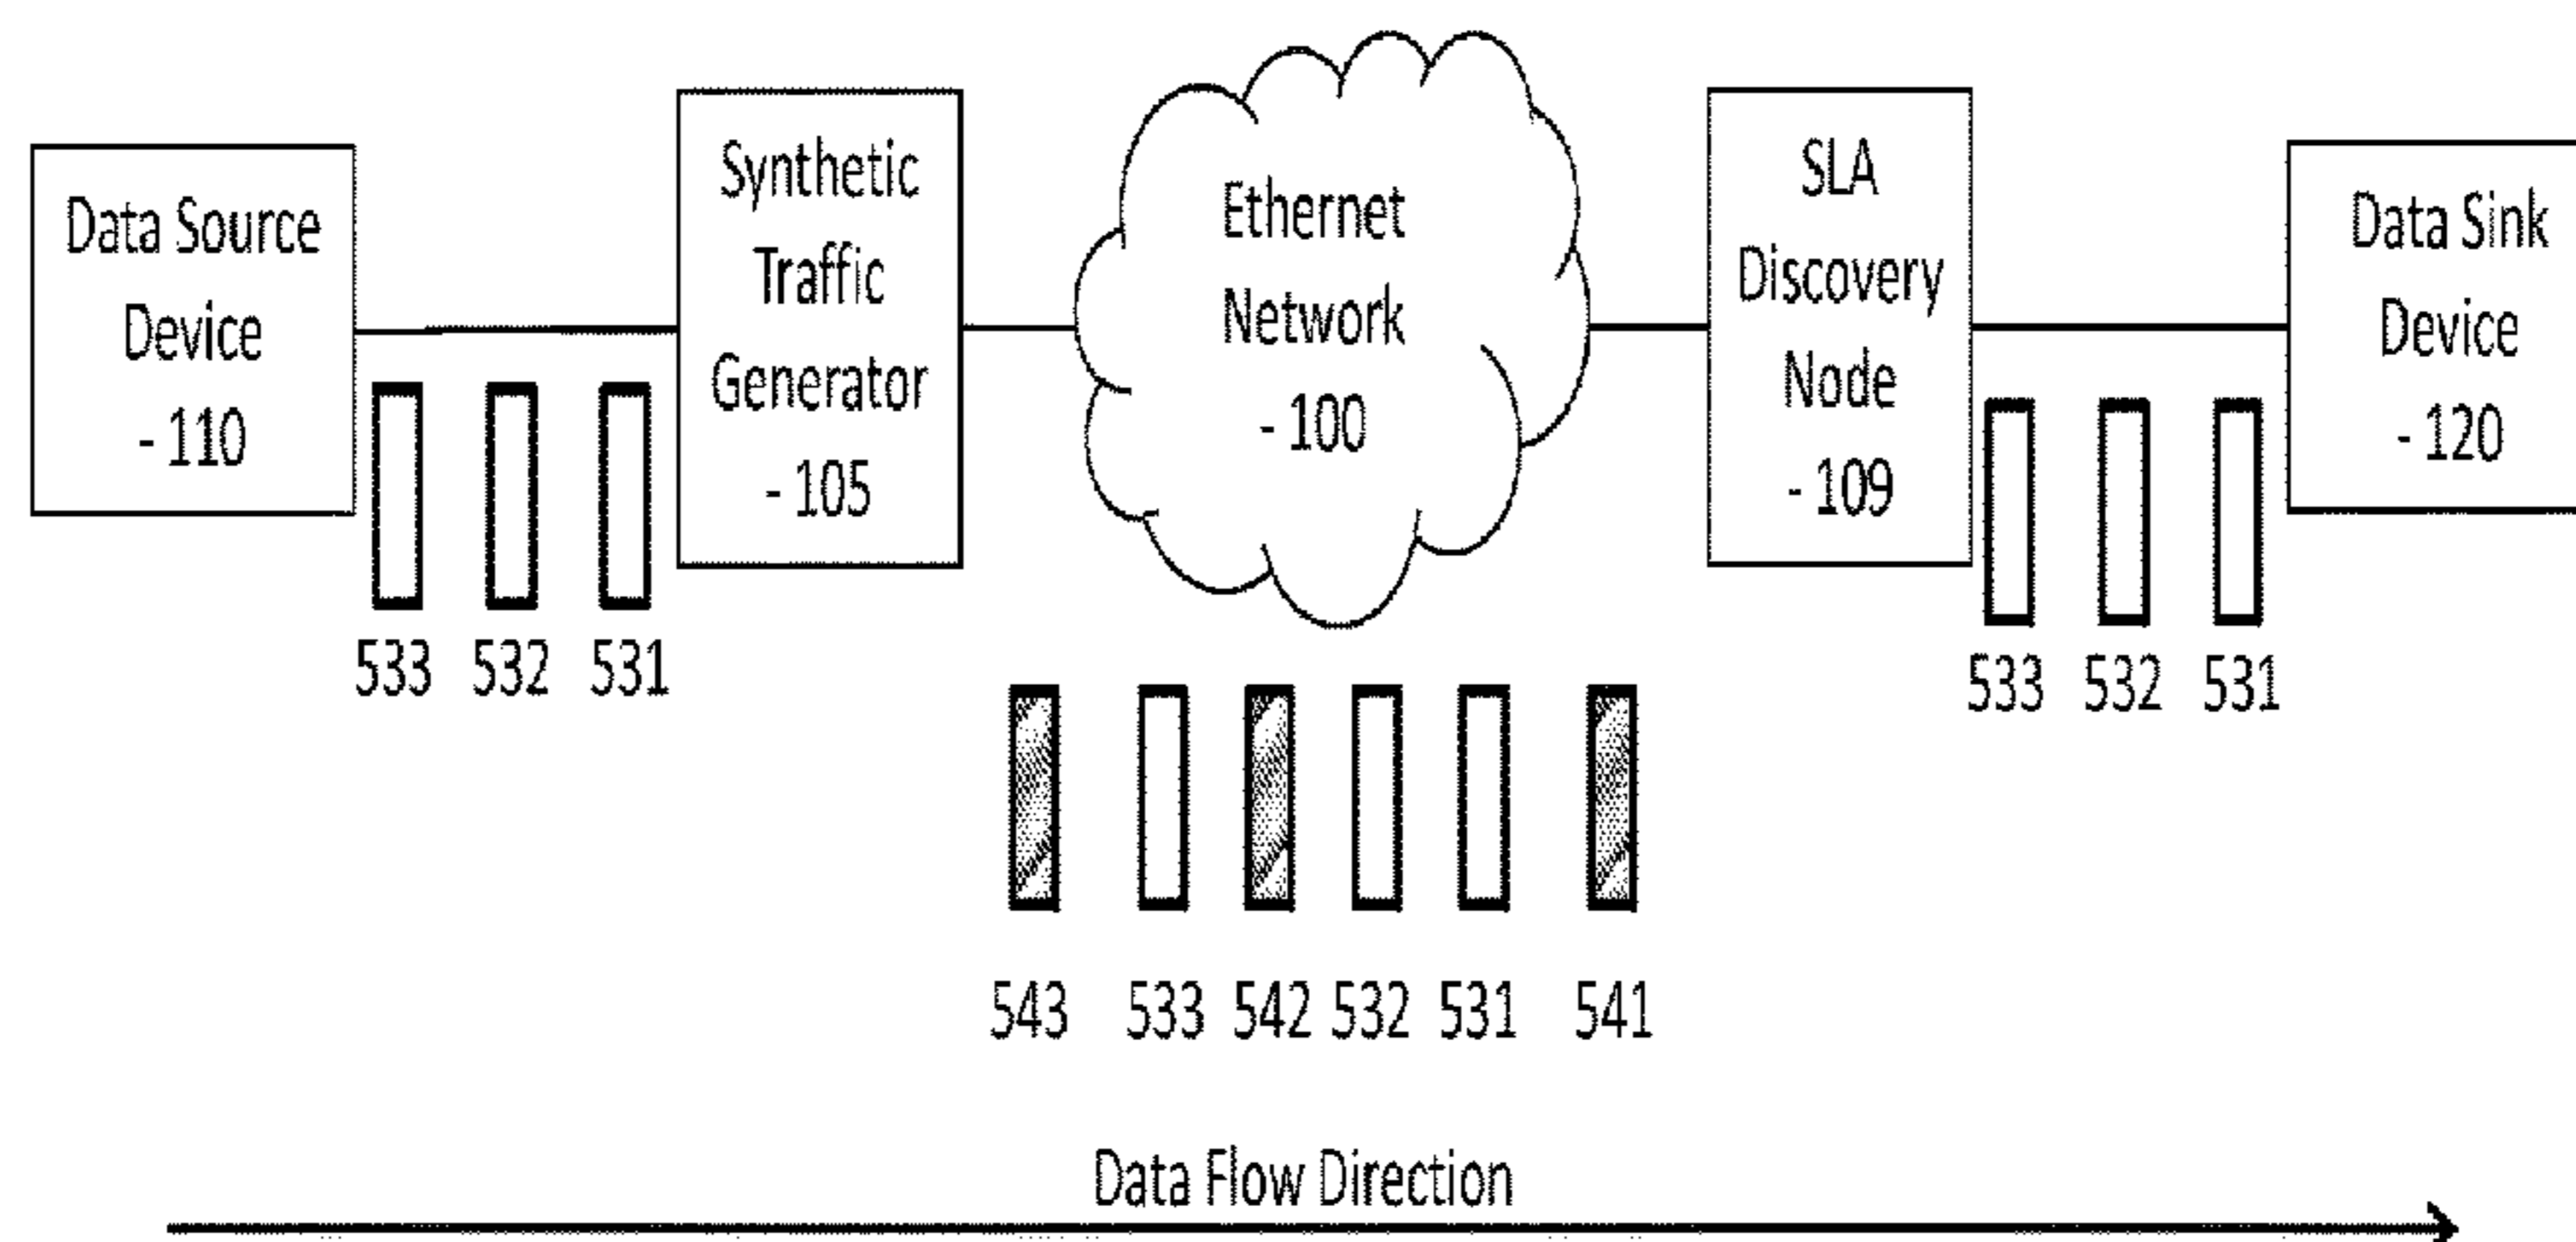 Data Source
Device
- 110
Synthetic
Traffic
Generator
- 105
Ethernet
Network
- 100
SLA
Discovery
Node
- 109
Data Sink
Device
- 120
533 532 531
533 532 531
543 533 542 532 531 541
Data Flow Direction